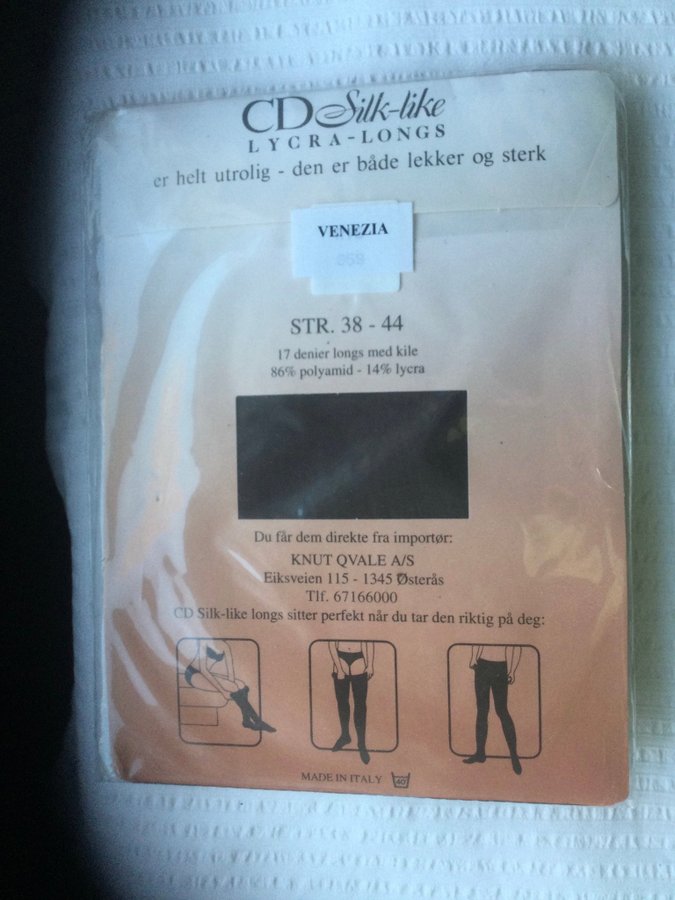 CD Silk-like
LYCRA-LONGS
er helt utrolig - den er både lekker og sterk
VENEZIA
STR. 38 - 44
17 denier longs med kile
86% polyamid - 14% lycra
Du får dem direkte fra importør:
KNUT QVALE A/S
Eiksveien 115 - 1345 Østerås
Tlf. 67166000
CD Silk-like longs sitter perfekt når du tar den riktig på deg:
MADE IN ITALY 40